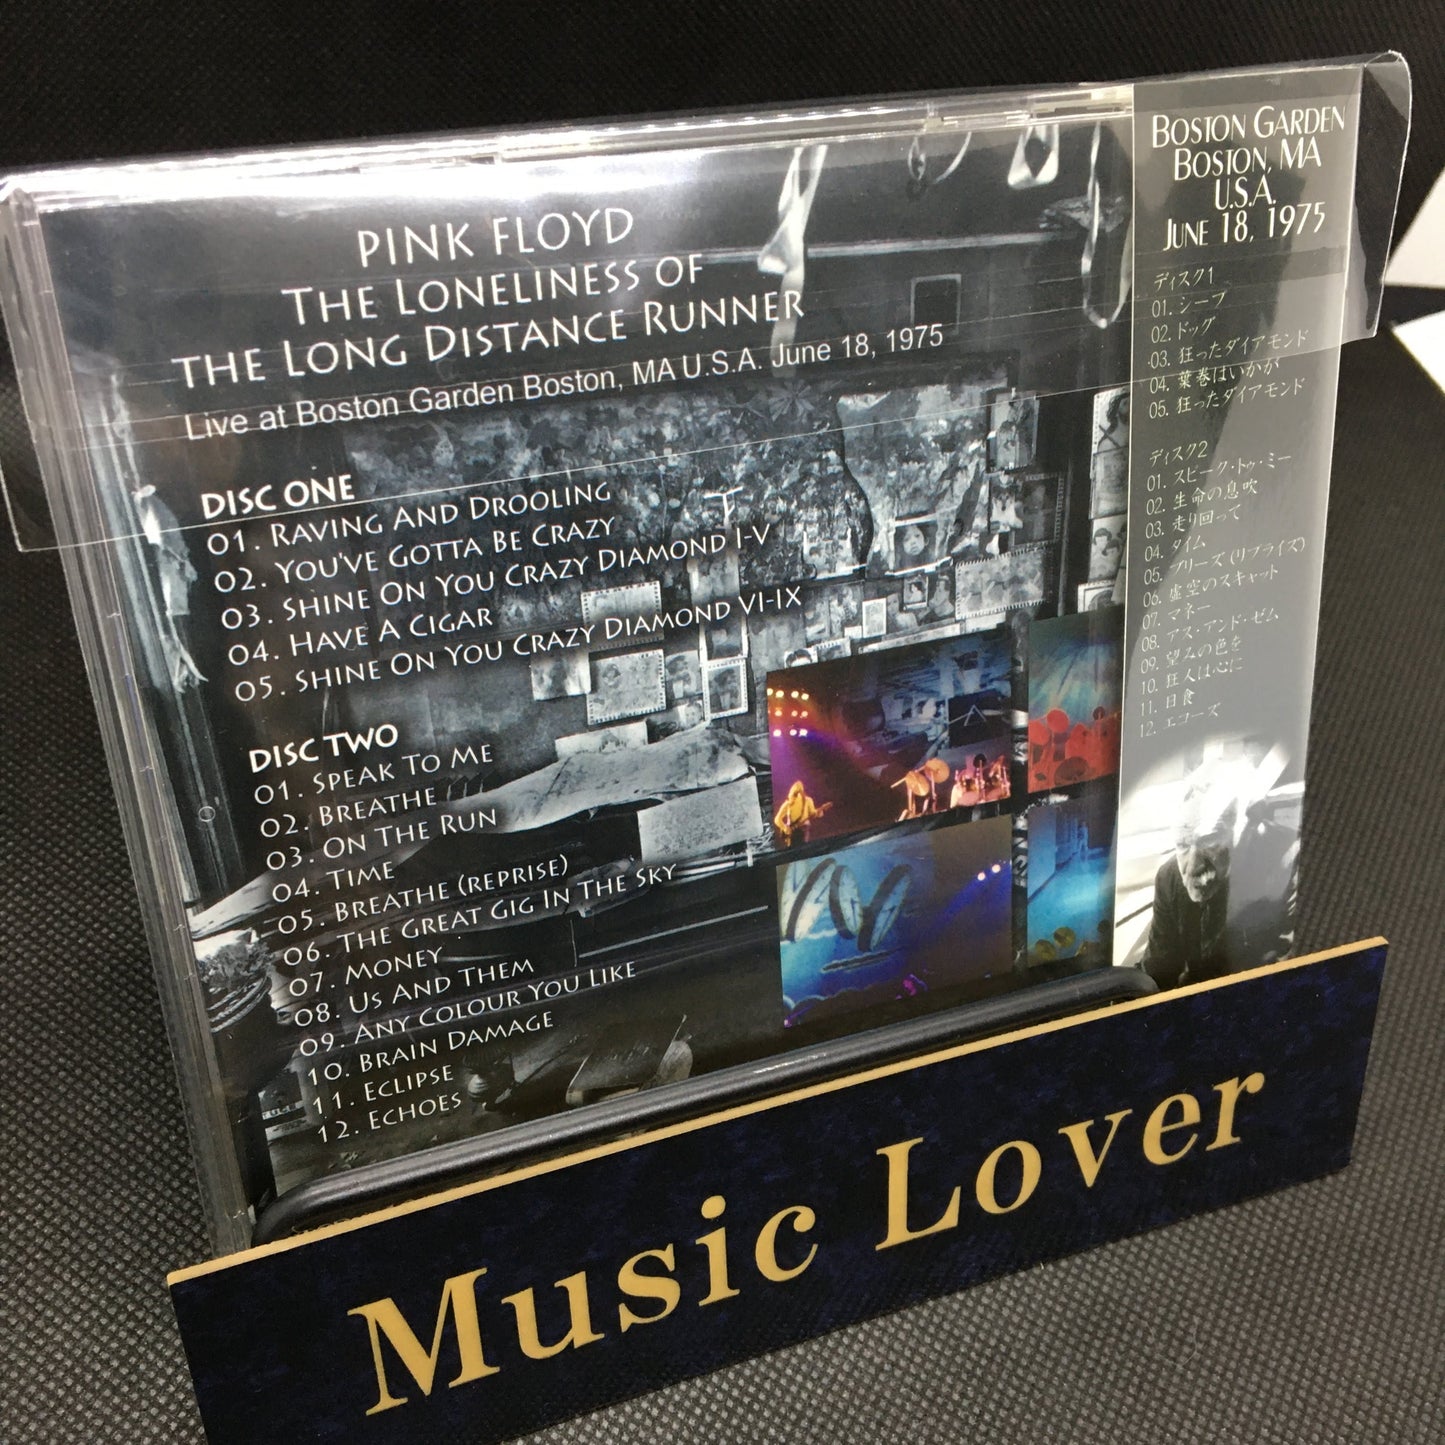 PINK FLOYD
THE LONELINESS OF
THE LONG DISTANCE RUNNER
Live at Boston Garden Boston, MA U.S.A. June 18, 1975
DISC ONE
01. RAVING AND DROOLING
02. YOU'VE GOTTA BE CRAZY
03. SHINE ON YOU CRAZY DIAMOND I-V
04. HAVE A CIGAR
05. SHINE ON YOU CRAZY DIAMOND VI-IX
DISC TWO
01. SPEAK TO ME
02. BREATHE
03. ON THE RUN
04. TIME
05. BREATHE (REPRISE)
06. THE GREAT GIG IN THE SKY
07. MONEY
08. US AND THEM
09. ANY COLOUR YOU LIKE
10. BRAIN DAMAGE
11. ECLIPSE
12. ECHOES
BOSTON GARDEN
BOSTON, MA
U.S.A.
JUNE 18, 1975
ディスク1
01. シープ
02. ドッグ
03. 狂ったダイアモンド
04. 葉巻はいかが
05. 狂ったダイアモンド
ディスク2
01. スピーク・トゥ・ミー
02. 生命の息吹
03. 走り回って
04. タイム
05. ブリーズ (リプライズ)
06. 虚空のスキャット
07. マネー
08. アス・アンド・ゼム
09. 望みの色を
10. 狂人は心に
11. 日食
12. エコーズ
Music Lover